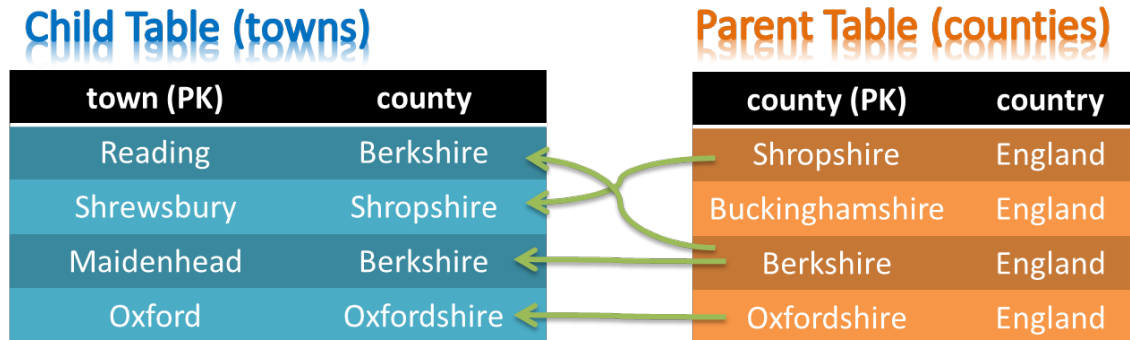 Child Table (towns)
town (PK) county
Reading Berkshire
Shrewsbury Shropshire
Maidenhead Berkshire
Oxford Oxfordshire
Parent Table (counties)
county (PK) country
Shropshire England
Buckinghamshire England
Berkshire England
Oxfordshire England